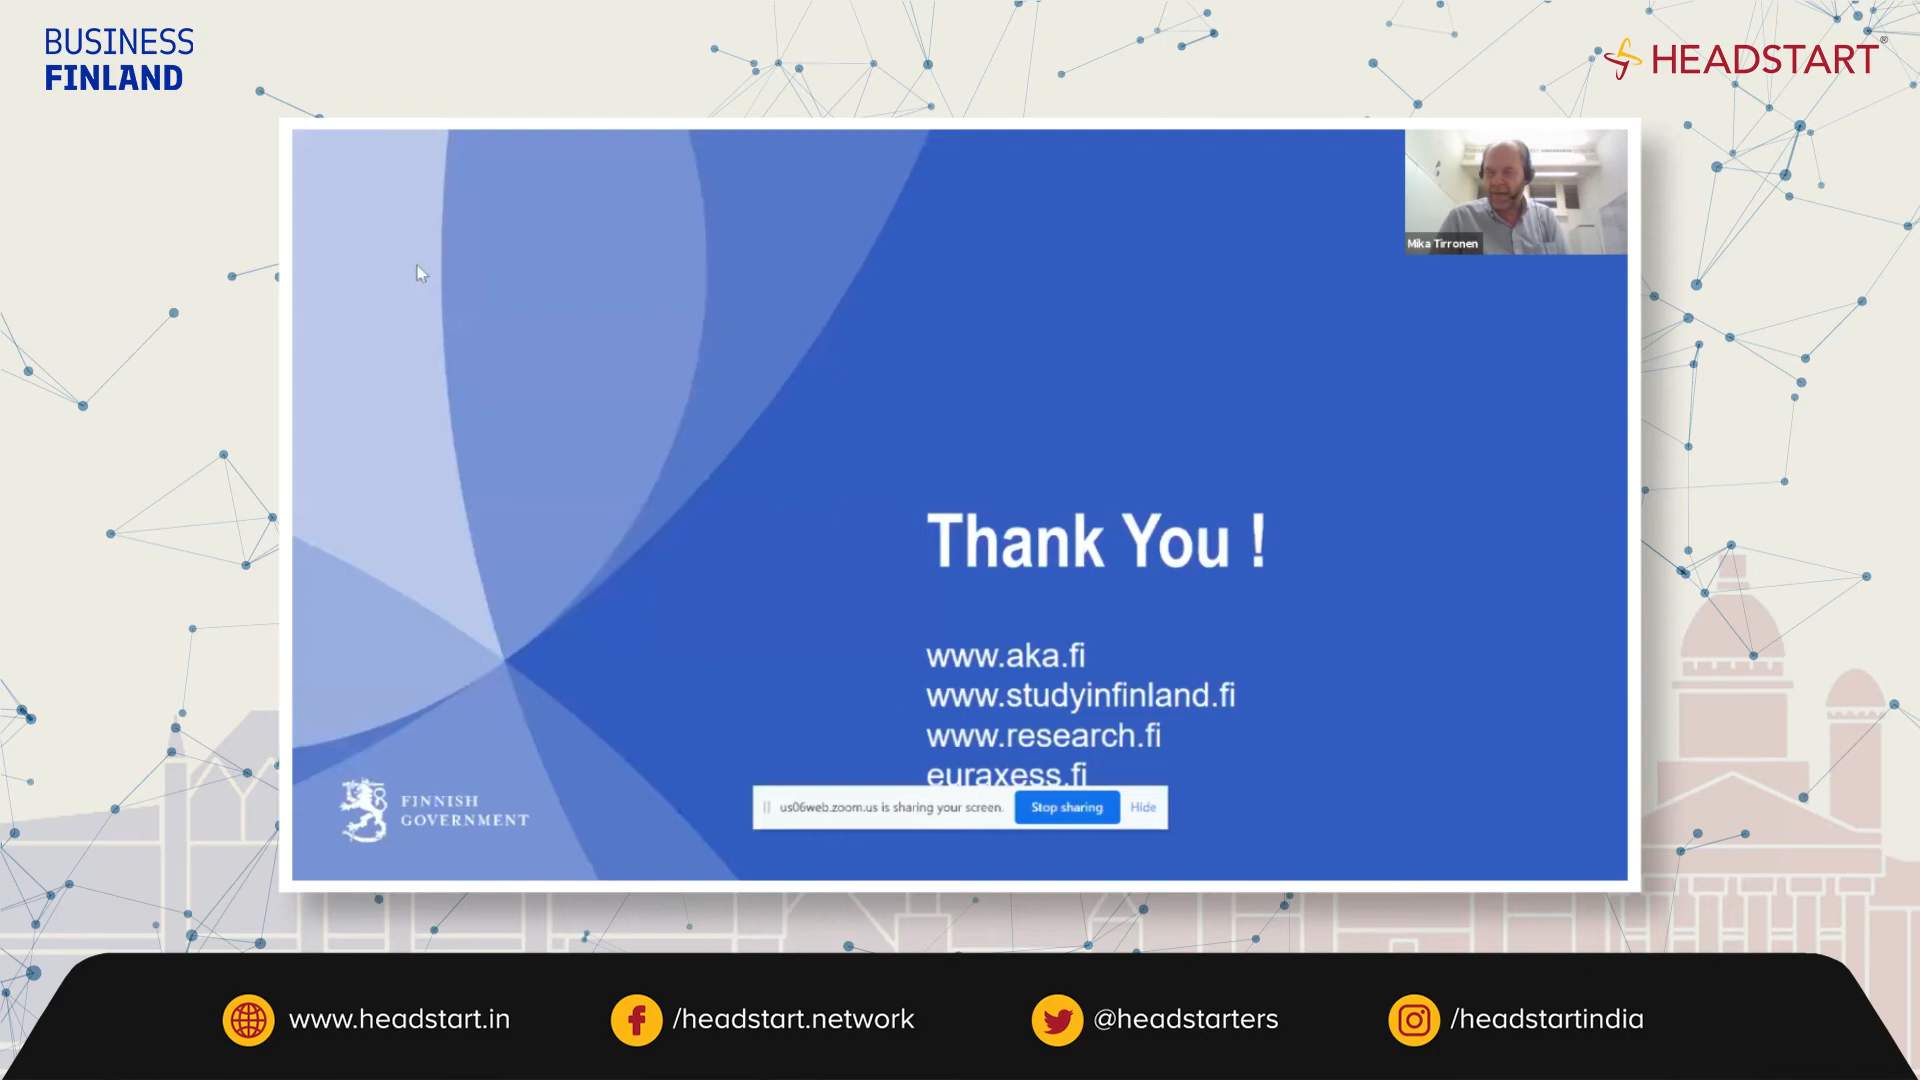 BUSINESS
FINLAND
HEADSTART®
Mika Tirronen
Thank You !
www.aka.fi
www.studyinfinland.fi
www.research.fi
euraxess.fi
FINNISH
GOVERNMENT
us06web.zoom.us is sharing your screen. Stop sharing Hide
www.headstart.in
/headstart.network
@headstarters
/headstartindia